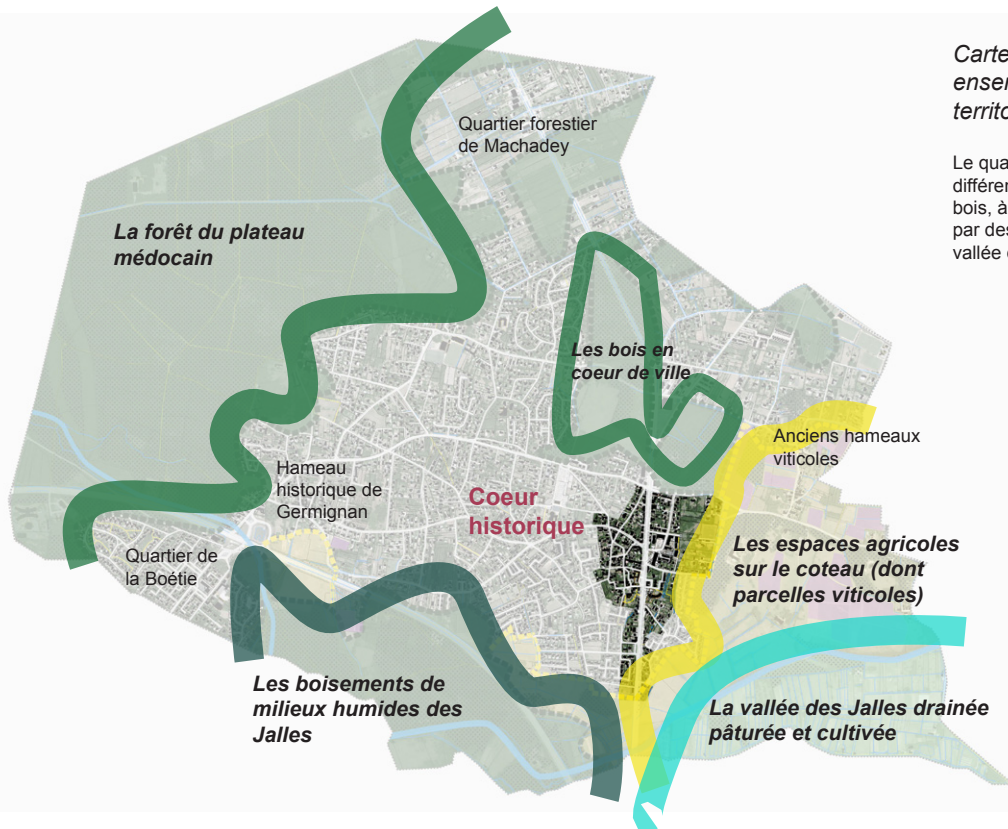 Carte
enser
territo
Le qua
différer
bois, à
par des
vallée
Quartier forestier
de Machadey
La forêt du plateau
médocain
Les bois en
coeur de ville
Anciens hameaux
viticoles
Hameau
historique de
Germignan
Coeur
historique
Quartier de
la Boétie
Les espaces agricoles
sur le coteau (dont
parcelles viticoles)
Les boisements de
milieux humides des
Jalles
La vallée des Jalles drainée
pâturée et cultivée